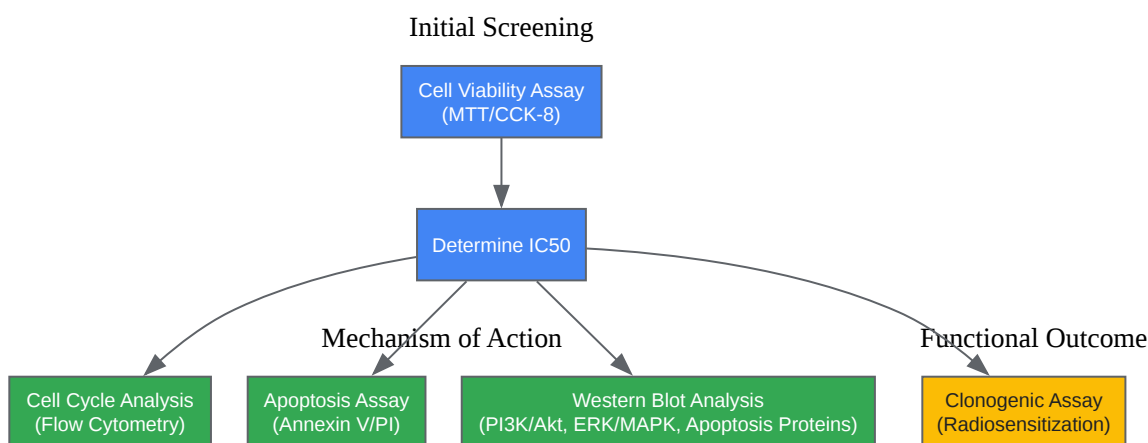 Initial Screening
Cell Viability Assay
(MTT/CCK-8)
Determine IC50
Mechanism of Action
Functional Outcome
Cell Cycle Analysis
(Flow Cytometry)
Apoptosis Assay
(Annexin V/PI)
Western Blot Analysis
(PI3K/Akt, ERK/MAPK, Apoptosis Proteins)
Clonogenic Assay
(Radiosensitization)